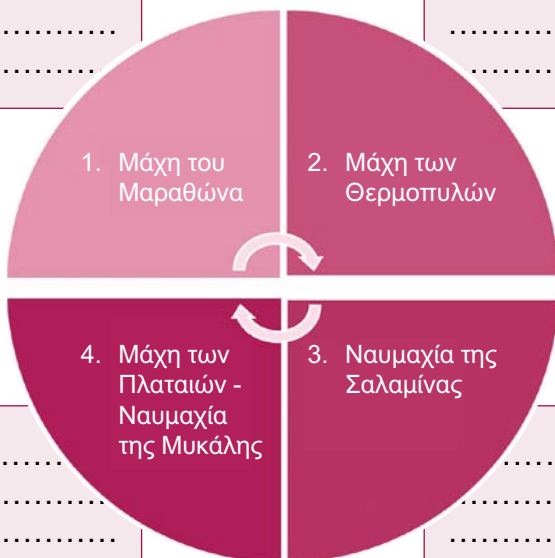 ...........
...........
...........
...........
1. Μάχη του
Μαραθώνα
2. Μάχη των
Θερμοπυλών
4. Μάχη των
Πλαταιών -
Ναυμαχία
της Μυκάλης
3. Ναυμαχία της
Σαλαμίνας
...........
...........
...........
...........
...........
...........